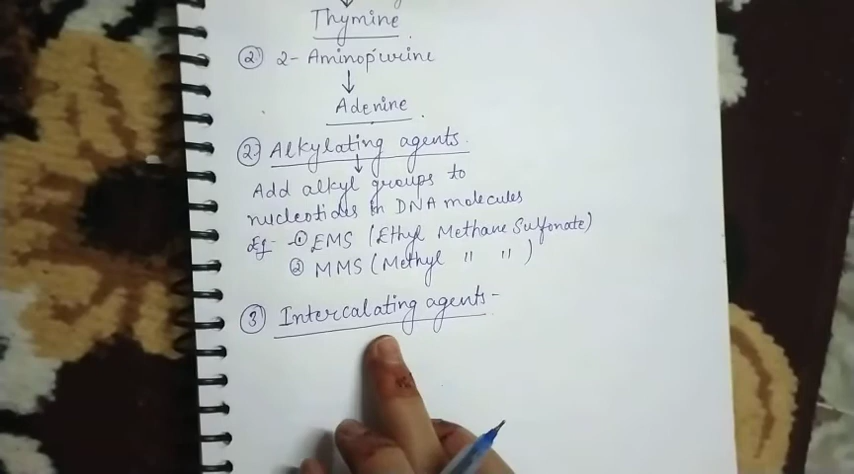 Thymine
② 2- Aminopurine
↓
Adenine
② Alkylating agents
↓
Add alkyl groups to
nucleotides in DNA molecules
Eg- ① EMS (Ethyl Methane Sulfonate)
② MMS (Methyl " " )
③ Intercalating agents-